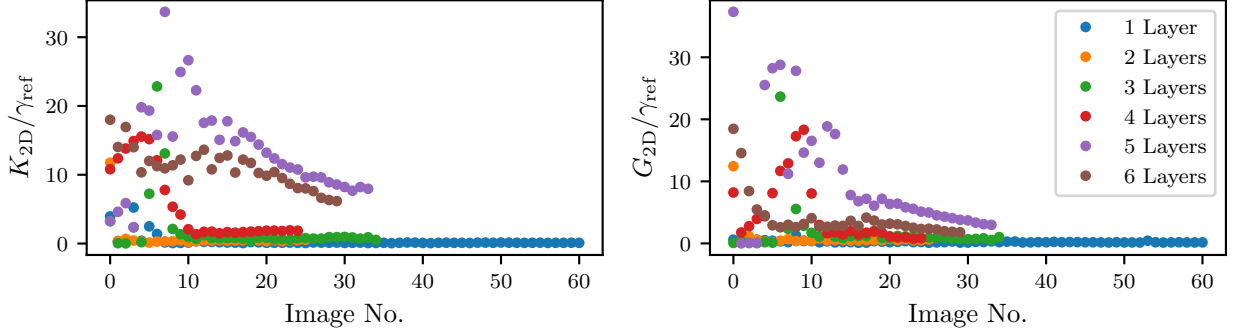 30
20
10
0
K2D/γref
0 10 20 30 40 50 60
Image No.
30
20
10
0
G2D/γref
0 10 20 30 40 50 60
Image No.
1 Layer
2 Layers
3 Layers
4 Layers
5 Layers
6 Layers